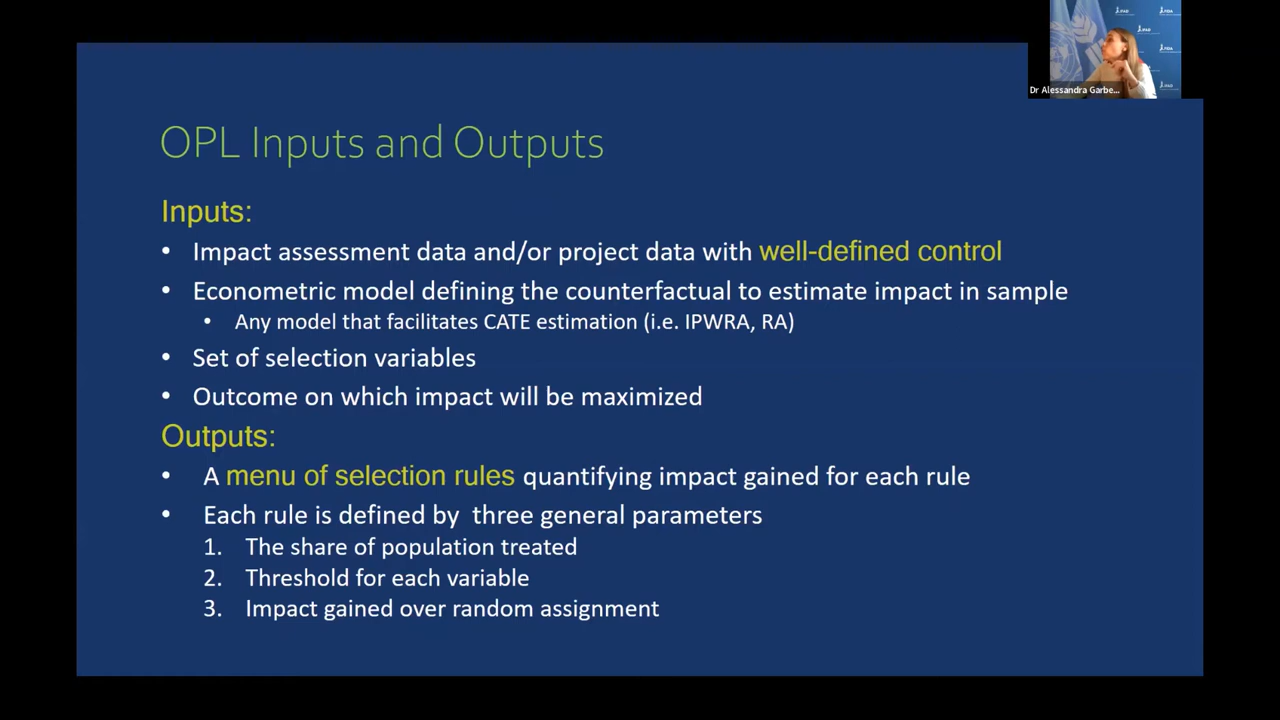 Dr Alessandra Garbe...
OPL Inputs and Outputs
Inputs:
• Impact assessment data and/or project data with well-defined control
• Econometric model defining the counterfactual to estimate impact in sample
• Any model that facilitates CATE estimation (i.e. IPWRA, RA)
• Set of selection variables
• Outcome on which impact will be maximized
Outputs:
• A menu of selection rules quantifying impact gained for each rule
• Each rule is defined by three general parameters
1. The share of population treated
2. Threshold for each variable
3. Impact gained over random assignment